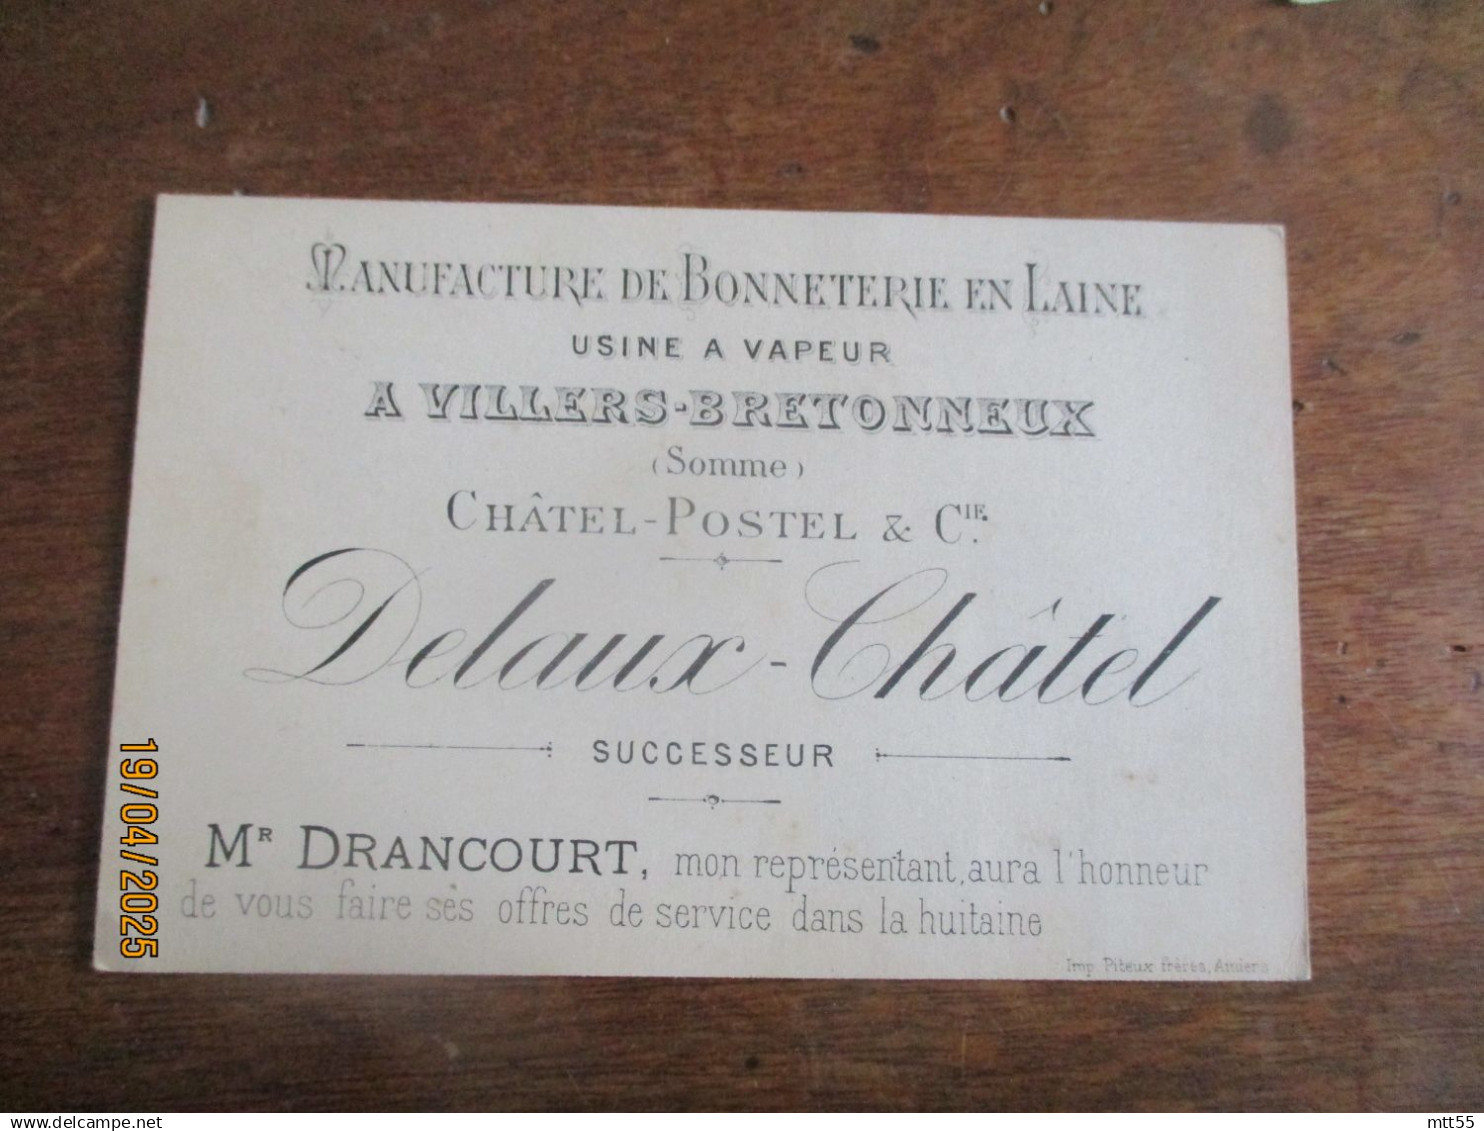 MANUFACTURE DE BONNETERIE EN LAINE
USINE A VAPEUR
A VILLERS-BRETONNEUX
(Somme)
CHÂTEL-POSTEL & CIE.
Delaux-Châtel
SUCCESSEUR
MR DRANCOURT, mon représentant, aura l'honneur
de vous faire ses offres de service dans la huitaine
Imp. Piteux frères, Amiens
19/04/2025
delcampe.net
mtt55